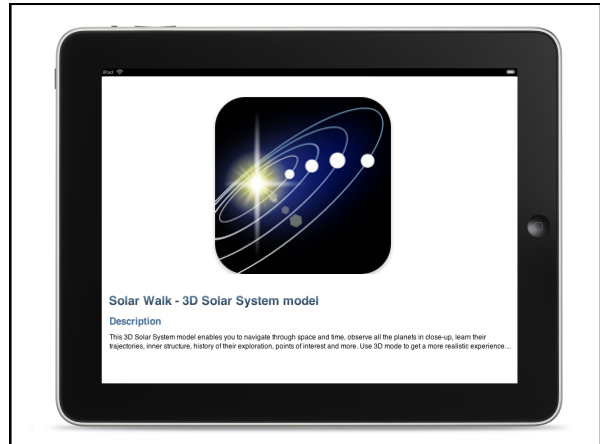 iPad
Solar Walk - 3D Solar System model
Description
This 3D Solar System model enables you to navigate through space and time, observe all the planets in close-up, learn their
trajectories, inner structure, history of their exploration, points of interest and more. Use 3D mode to get a more realistic experience…